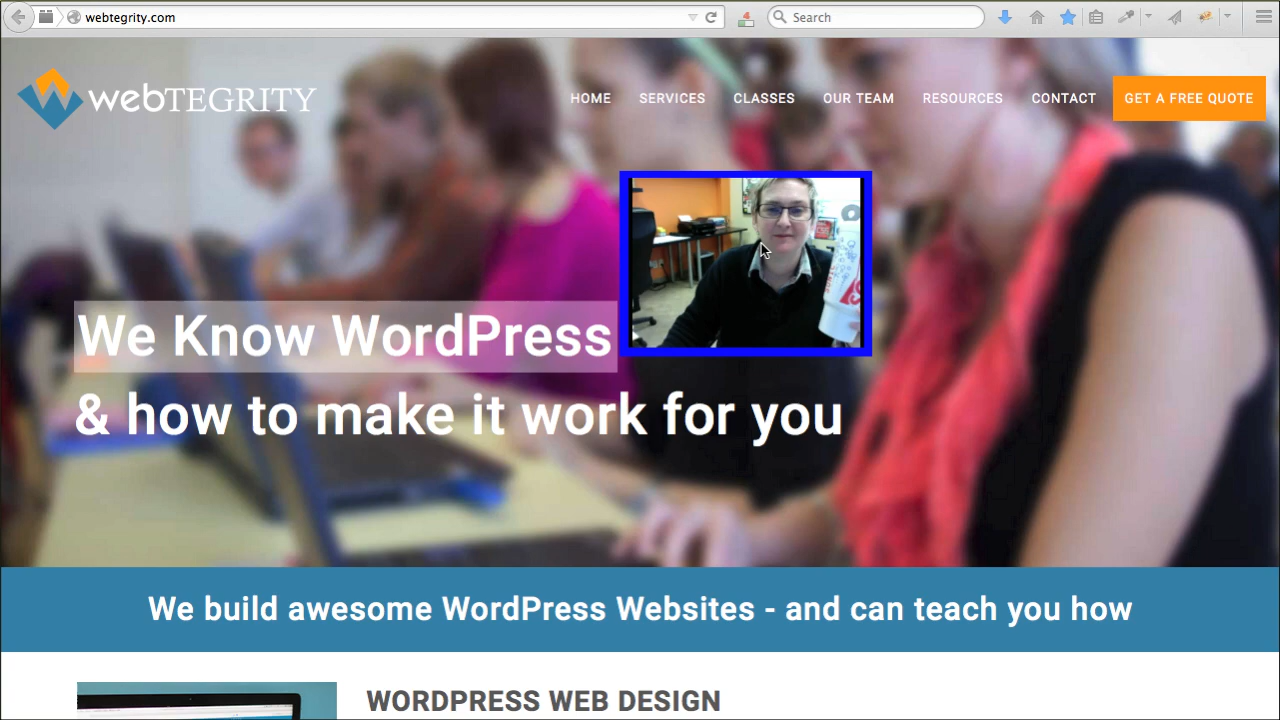 webtegrity.com
Search
webTEGRITY
HOME
SERVICES
CLASSES
OUR TEAM
RESOURCES
CONTACT
GET A FREE QUOTE
We Know WordPress
& how to make it work for you
We build awesome WordPress Websites - and can teach you how
WORDPRESS WEB DESIGN